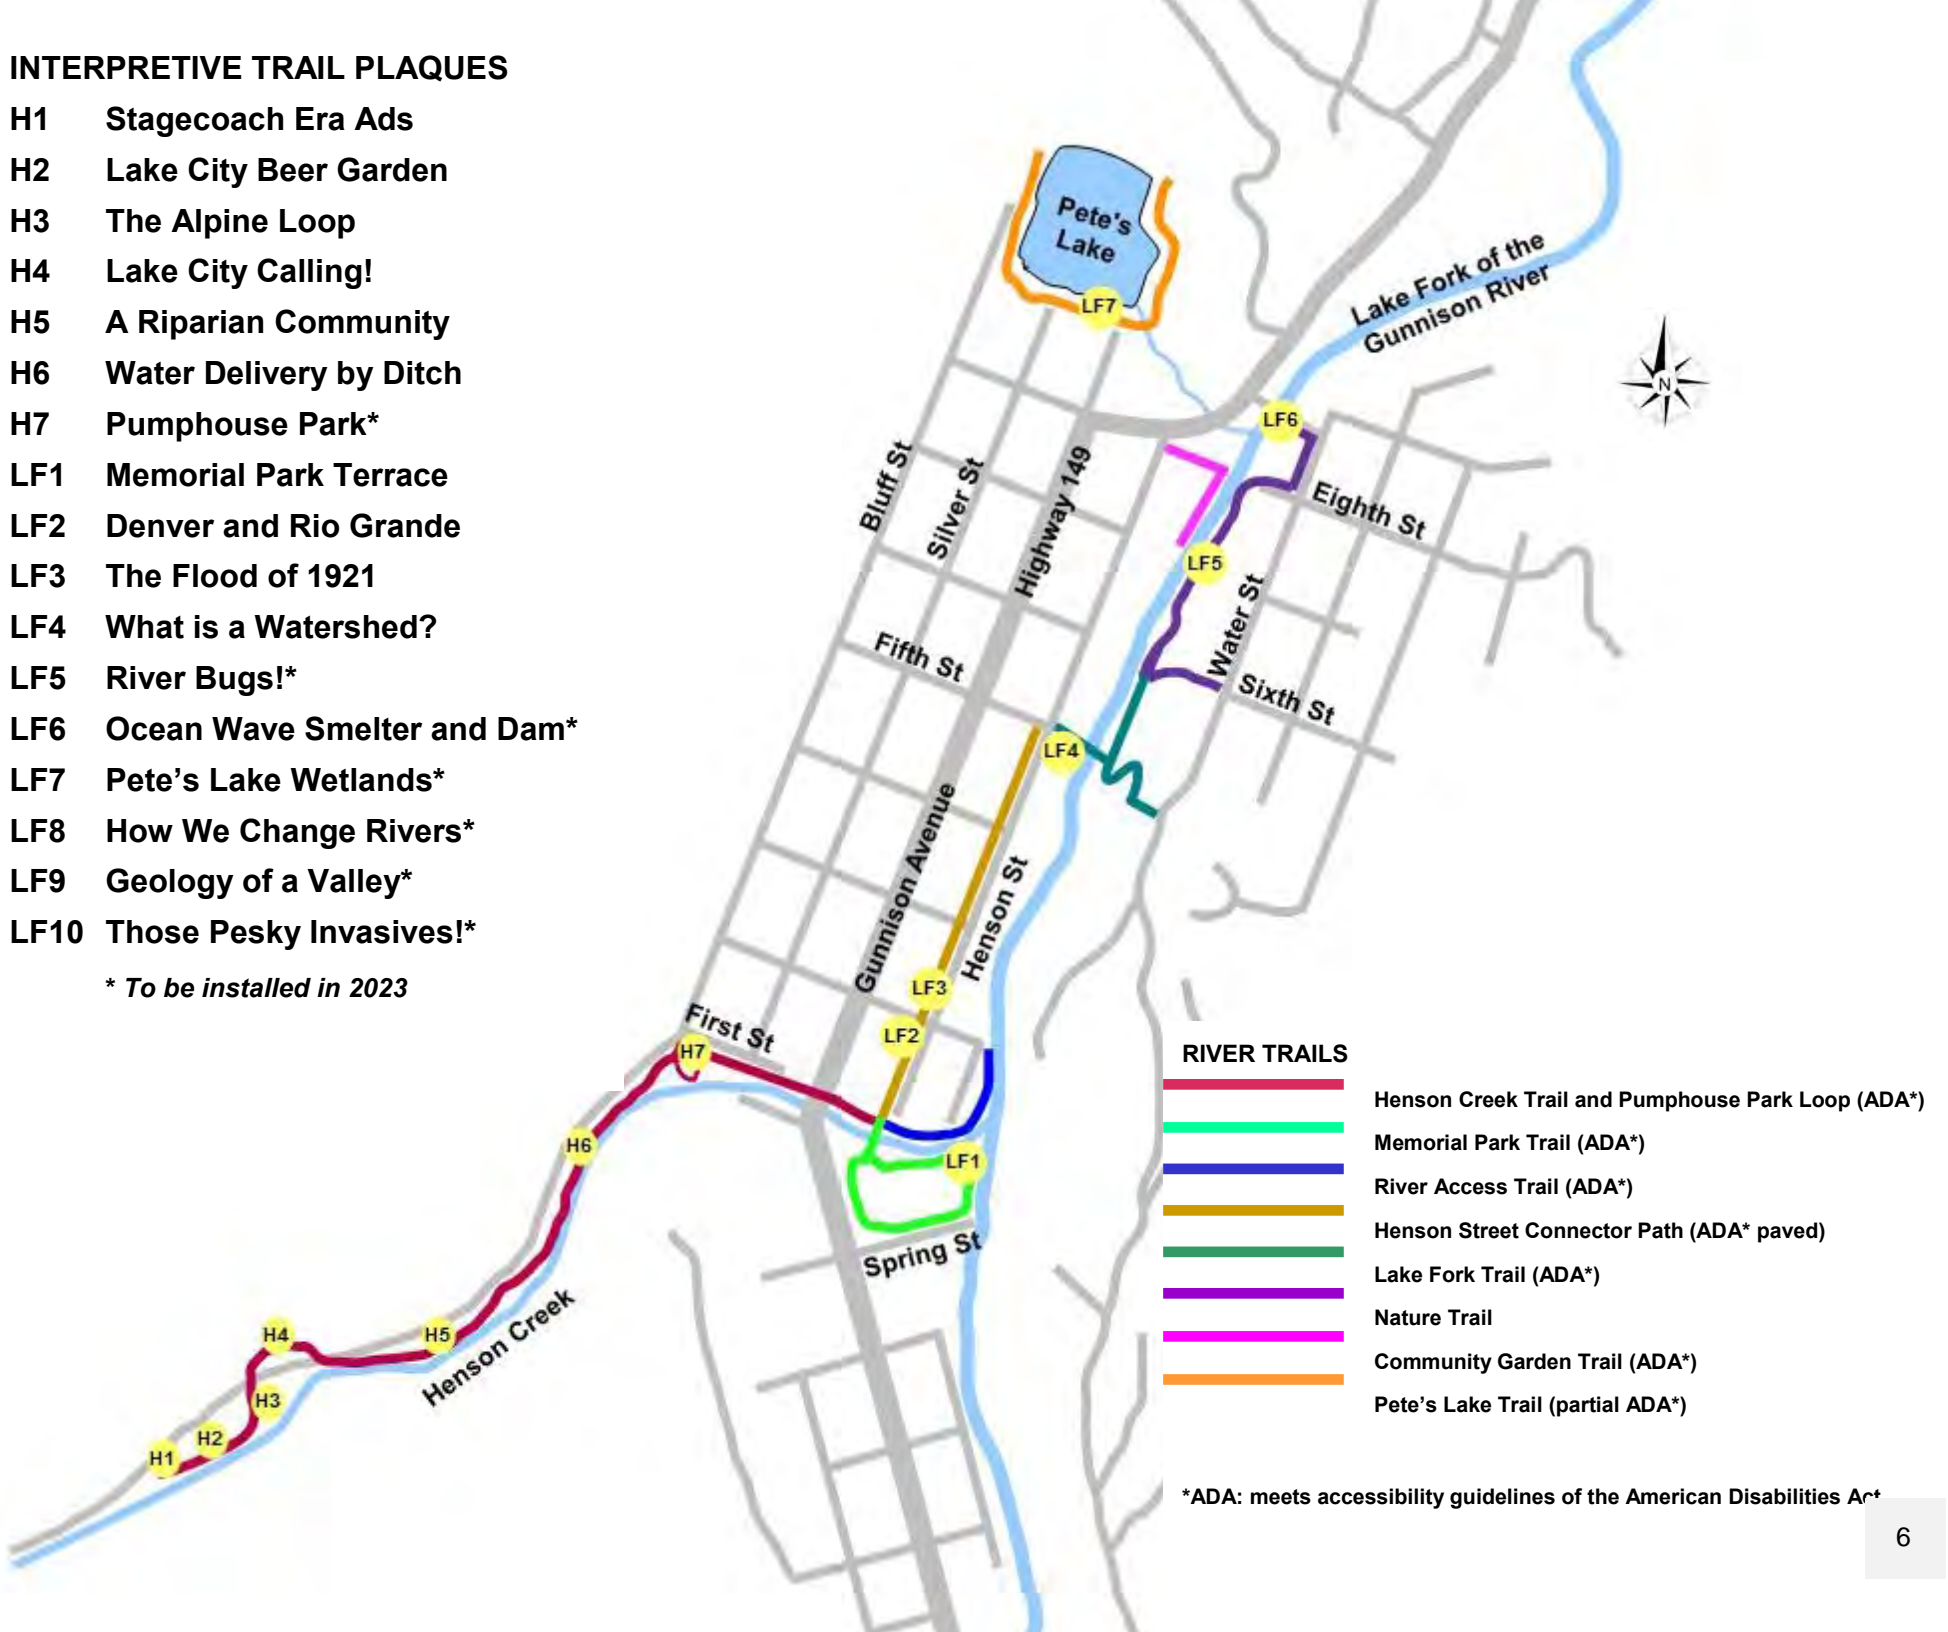 INTERPRETIVE TRAIL PLAQUES
H1 Stagecoach Era Ads
H2 Lake City Beer Garden
H3 The Alpine Loop
H4 Lake City Calling!
H5 A Riparian Community
H6 Water Delivery by Ditch
H7 Pumphouse Park*
LF1 Memorial Park Terrace
LF2 Denver and Rio Grande
LF3 The Flood of 1921
LF4 What is a Watershed?
LF5 River Bugs!*
LF6 Ocean Wave Smelter and Dam*
LF7 Pete’s Lake Wetlands*
LF8 How We Change Rivers*
LF9 Geology of a Valley*
LF10 Those Pesky Invasives!*
* To be installed in 2023
Pete's
Lake
LF7
Lake Fork of the
Gunnison River
N
LF6
Bluff St
Silver St
Highway 149
Eighth St
LF5
Water St
Fifth St
Sixth St
LF4
Gunnison Avenue
Henson St
LF3
LF2
First St
H7
H6
LF1
Spring St
H5
H4
Henson Creek
H3
H2
H1
RIVER TRAILS
Henson Creek Trail and Pumphouse Park Loop (ADA*)
Memorial Park Trail (ADA*)
River Access Trail (ADA*)
Henson Street Connector Path (ADA* paved)
Lake Fork Trail (ADA*)
Nature Trail
Community Garden Trail (ADA*)
Pete’s Lake Trail (partial ADA*)
*ADA: meets accessibility guidelines of the American Disabilities Act
6